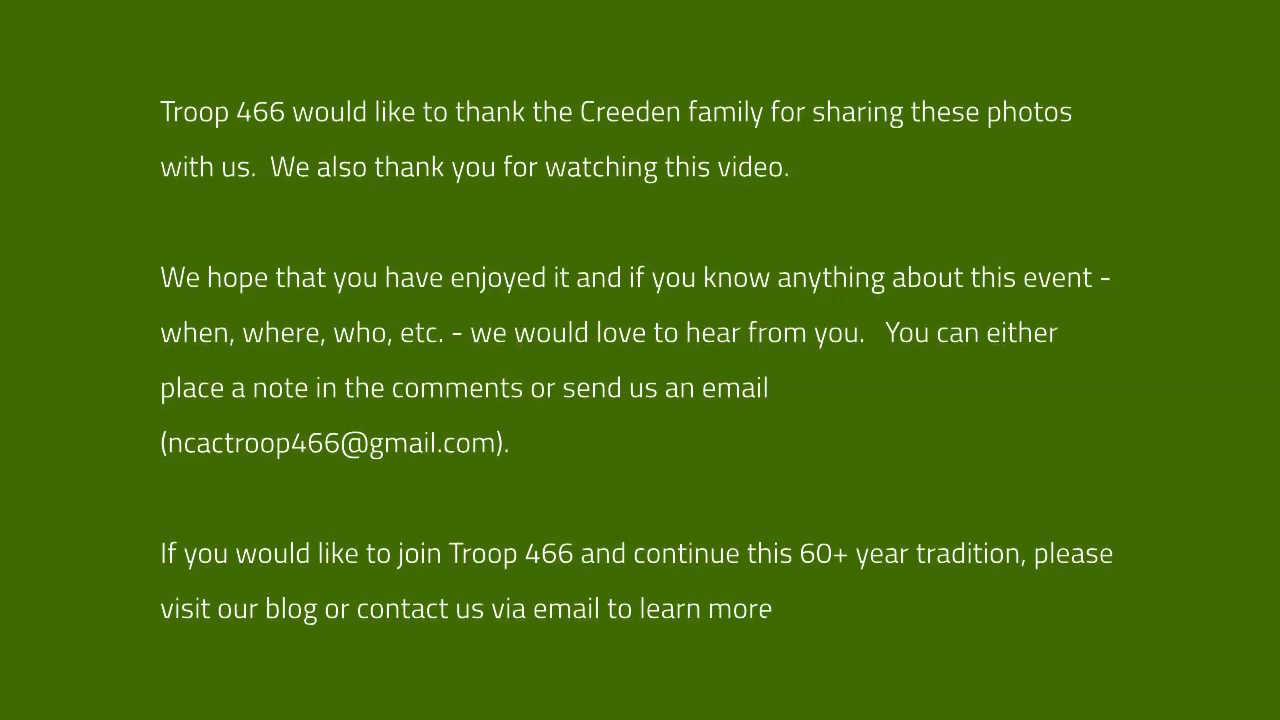 Troop 466 would like to thank the Creeden family for sharing these photos
with us.  We also thank you for watching this video.
We hope that you have enjoyed it and if you know anything about this event -
when, where, who, etc. - we would love to hear from you.   You can either
place a note in the comments or send us an email
(ncactroop466@gmail.com).
If you would like to join Troop 466 and continue this 60+ year tradition, please
visit our blog or contact us via email to learn more